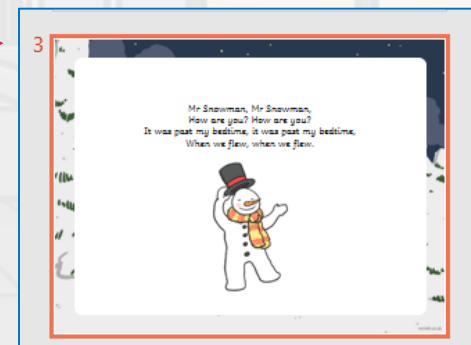 3
Mr Snowman, Mr Snowman,
How are you? How are you?
It was past my bedtime, it was past my bedtime,
When we flew, when we flew.